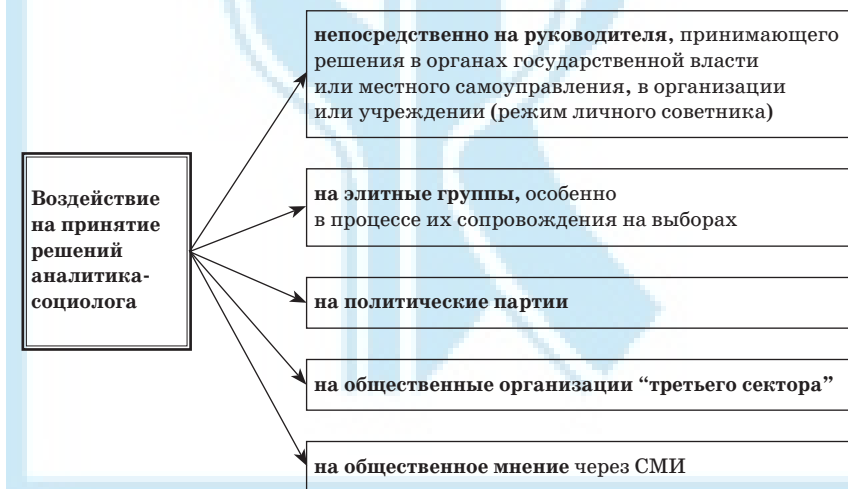 непосредственно на руководителя, принимающего
решения в органах государственной власти
или местного самоуправления, в организации
или учреждении (режим личного советника)
Воздействие
на принятие
решений
аналитика-
социолога
на элитные группы, особенно
в процессе их сопровождения на выборах
на политические партии
на общественные организации “третьего сектора”
на общественное мнение через СМИ